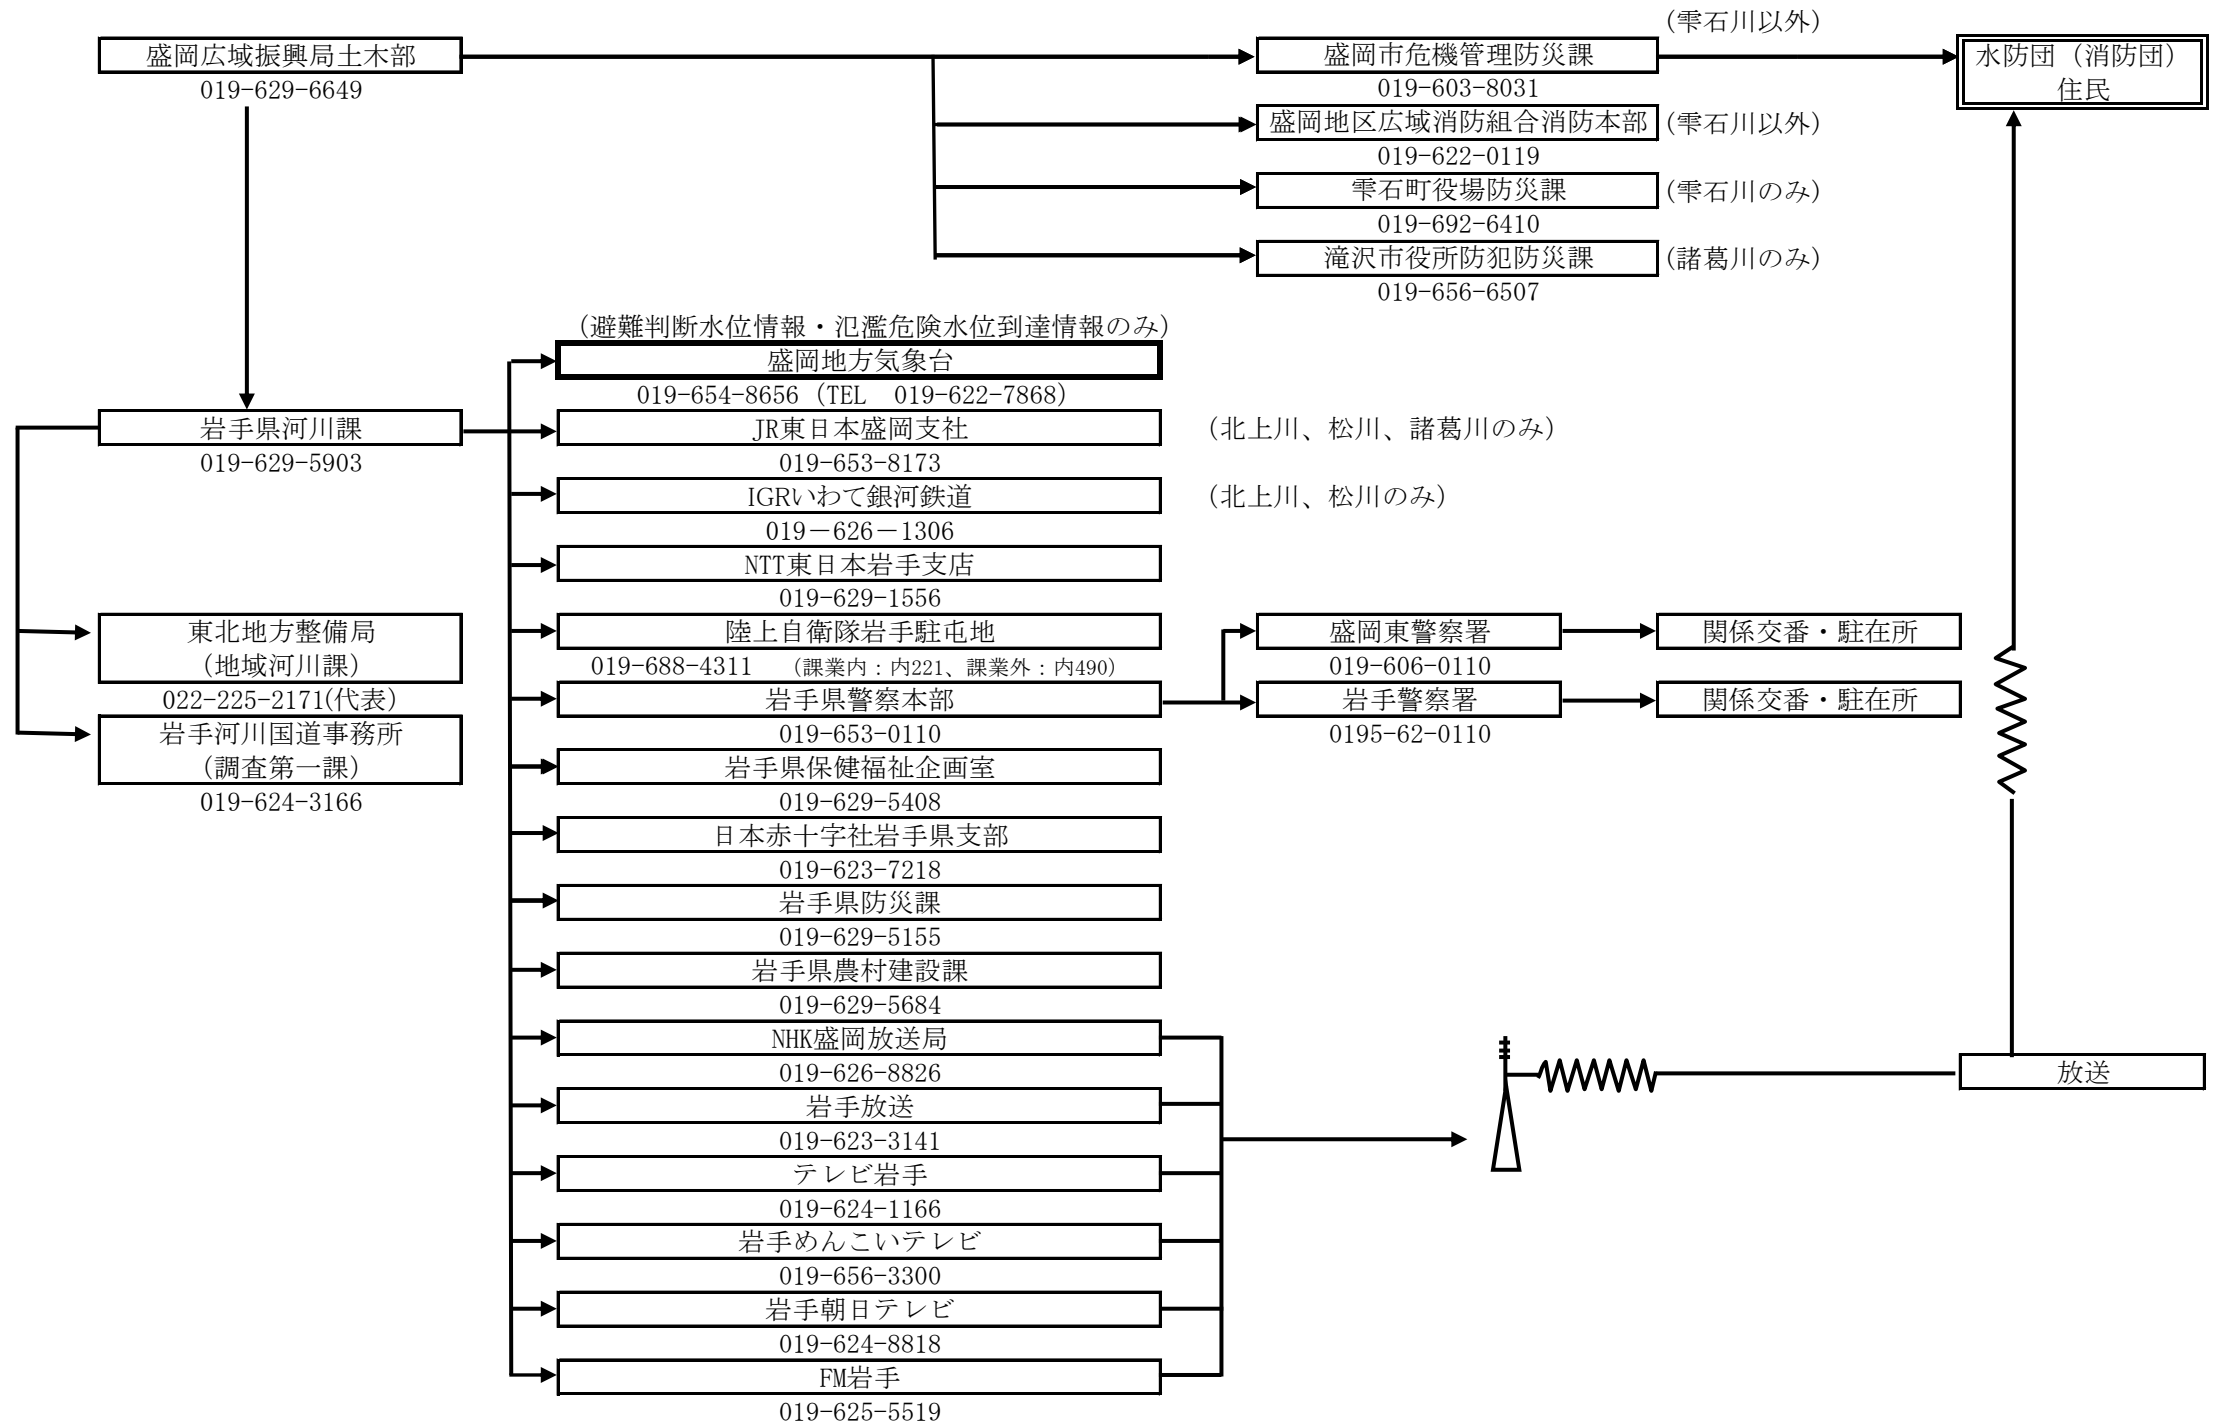 (雫石川以外)
盛岡広域振興局土木部
盛岡市危機管理防災課
水防団（消防団）
住民
019-629-6649
019-603-8031
盛岡地区広域消防組合消防本部
(雫石川以外)
019-622-0119
雫石町役場防災課
(雫石川のみ)
019-692-6410
滝沢市役所防犯防災課
(諸葛川のみ)
019-656-6507
（避難判断水位情報・氾濫危険水位到達情報のみ）
盛岡地方気象台
019-654-8656（TEL　019-622-7868）
岩手県河川課
JR東日本盛岡支社
（北上川、松川、諸葛川のみ）
019-629-5903
019-653-8173
IGRいわて銀河鉄道
（北上川、松川のみ）
019－626－1306
NTT東日本岩手支店
019-629-1556
東北地方整備局
（地域河川課）
陸上自衛隊岩手駐屯地
盛岡東警察署
関係交番・駐在所
019-688-4311　（課業内：内221、課業外：内490）
019-606-0110
022-225-2171(代表）
岩手県警察本部
岩手警察署
関係交番・駐在所
岩手河川国道事務所
（調査第一課）
019-653-0110
0195-62-0110
岩手県保健福祉企画室
019-624-3166
019-629-5408
日本赤十字社岩手県支部
019-623-7218
岩手県防災課
019-629-5155
岩手県農村建設課
019-629-5684
NHK盛岡放送局
019-626-8826
放送
岩手放送
019-623-3141
テレビ岩手
019-624-1166
岩手めんこいテレビ
019-656-3300
岩手朝日テレビ
019-624-8818
FM岩手
019-625-5519